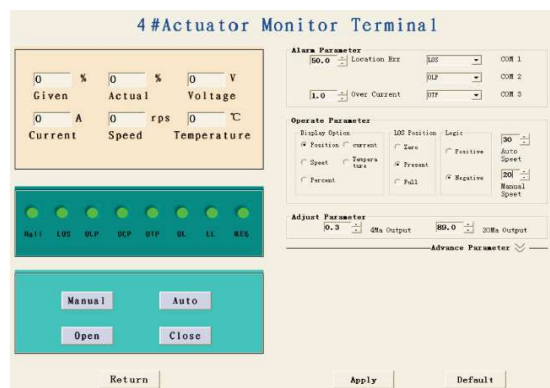 4#Actuator Monitor Terminal
0 % 0 % 0 V
Given Actual Voltage
0 A 0 rps 0 ℃
Current Speed Temperature
Hall LOS OLP OCP OTP OL LL
Manual Auto
Open Close
Return
Alarm Parameter
50.0 Location Err LOS COM 1
OLP COM 2
1.0 Over Current OTP COM 3
Operate Parameter
Display Option
Position current
Speet Tempera
ture
Percent
LOS Position
Zero
Present
Full
Logic
Positive
Negative
30
Auto
Speet
20
Manual
Speet
Adjust Parameter
0.3 4Ma Output 89.0 20Ma Output
Advance Parameter
Apply Default